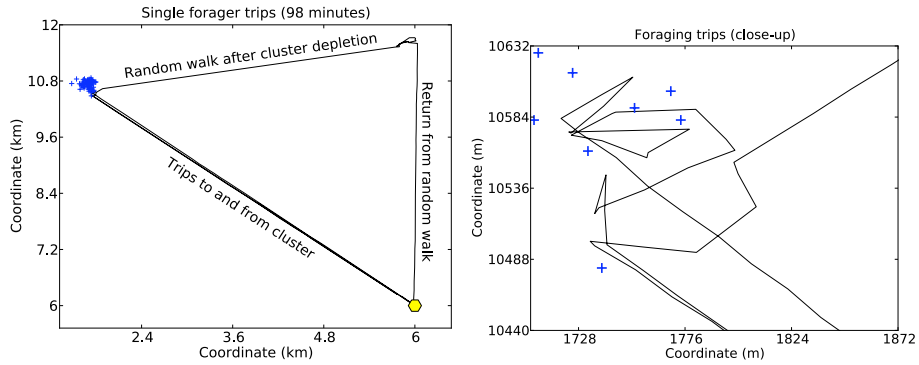 Single forager trips (98 minutes)
12
10.8
9.6
8.4
7.2
6
Coordinate (km)
Random walk after cluster depletion
Trips to and from cluster
Return from random walk
2.4
3.6
4.8
6
Coordinate (km)
Foraging trips (close-up)
10632
10584
10536
10488
10440
Coordinate (m)
1728
1776
1824
1872
Coordinate (m)